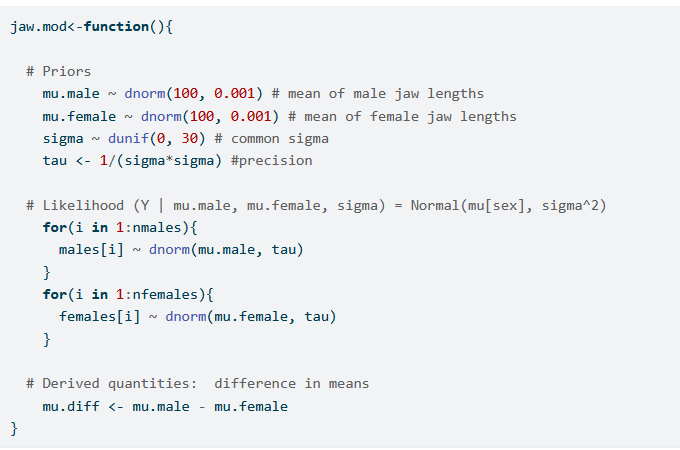 jaw.mod<-function(){
# Priors
mu.male ~ dnorm(100, 0.001) # mean of male jaw lengths
mu.female ~ dnorm(100, 0.001) # mean of female jaw lengths
sigma ~ dunif(0, 30) # common sigma
tau <- 1/(sigma*sigma) #precision
# Likelihood (Y | mu.male, mu.female, sigma) = Normal(mu[sex], sigma^2)
for(i in 1:nmales){
males[i] ~ dnorm(mu.male, tau)
}
for(i in 1:nfemales){
females[i] ~ dnorm(mu.female, tau)
}
# Derived quantities:  difference in means
mu.diff <- mu.male - mu.female
}